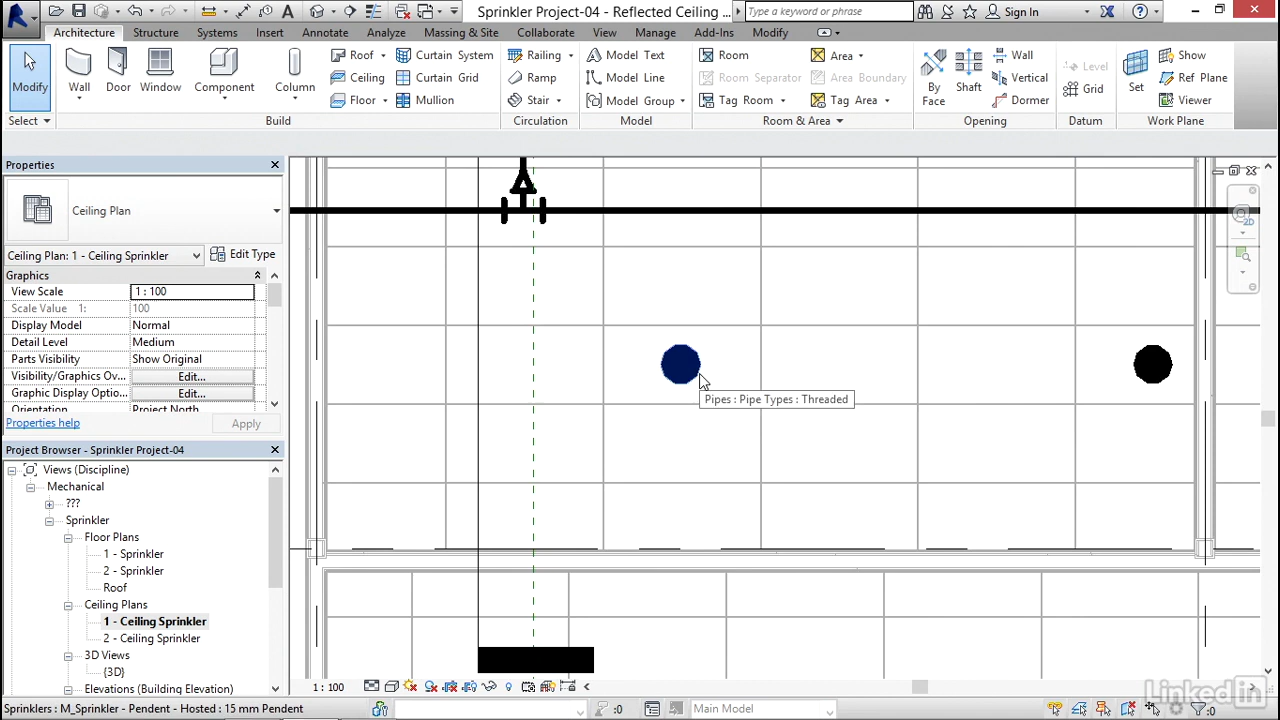 Sprinkler Project-04 - Reflected Ceiling ...
Type a keyword or phrase
Sign In
Architecture Structure Systems Insert Annotate Analyze Massing & Site Collaborate View Manage Add-Ins Modify
Modify
Wall
Door
Window
Component
Column
Roof
Ceiling
Floor
Curtain System
Curtain Grid
Mullion
Railing
Ramp
Stair
Model Text
Model Line
Model Group
Room
Room Separator
Tag Room
Area
Area Boundary
Tag Area
By Face
Shaft
Wall
Vertical
Dormer
Level
Grid
Set
Show
Ref Plane
Viewer
Select Build Circulation Model Room & Area Opening Datum Work Plane
Properties
Ceiling Plan
Ceiling Plan: 1 - Ceiling Sprinkler
Edit Type
Graphics
View Scale 1 : 100
Scale Value 1: 100
Display Model Normal
Detail Level Medium
Parts Visibility Show Original
Visibility/Graphics Ov... Edit...
Graphic Display Optio... Edit...
Orientation Project North
Properties help
Apply
Project Browser - Sprinkler Project-04
Views (Discipline)
Mechanical
???
Sprinkler
Floor Plans
1 - Sprinkler
2 - Sprinkler
Roof
Ceiling Plans
1 - Ceiling Sprinkler
2 - Ceiling Sprinkler
3D Views
{3D}
Elevations (Building Elevation)
2D
Pipes : Pipe Types : Threaded
1 : 100
Sprinklers : M_Sprinkler - Pendent - Hosted : 15 mm Pendent
:0
Main Model
:0
LinkedIn